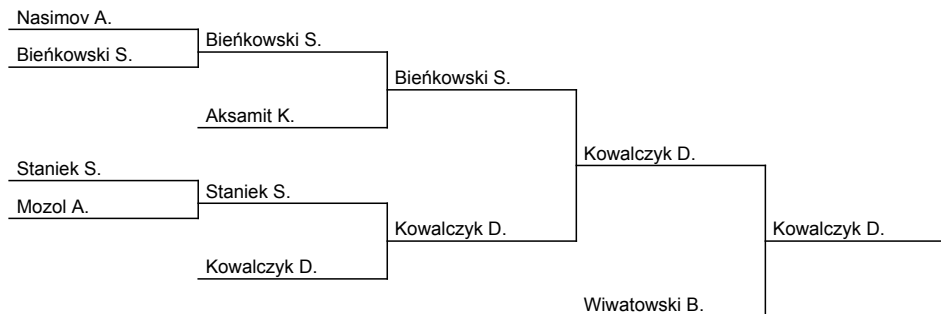 Nasimov A.
Bieńkowski S.
Bieńkowski S.
Bieńkowski S.
Aksamit K.
Kowalczyk D.
Staniek S.
Staniek S.
Mozol A.
Kowalczyk D.
Kowalczyk D.
Kowalczyk D.
Wiwatowski B.